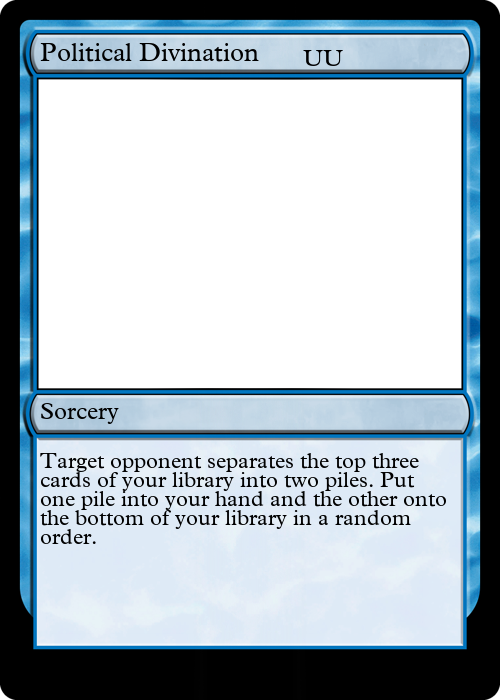 Political Divination UU
Sorcery
Target opponent separates the top three
cards of your library into two piles. Put
one pile into your hand and the other onto
the bottom of your library in a random
order.